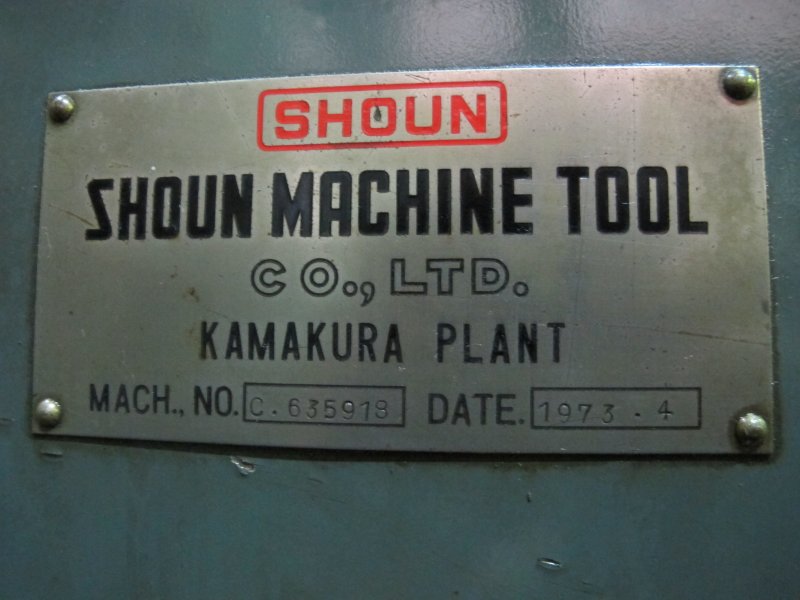 SHOUN
SHOUN MACHINE TOOL
CO., LTD.
KAMAKURA PLANT
MACH., NO. C.635918 DATE. 1973.4